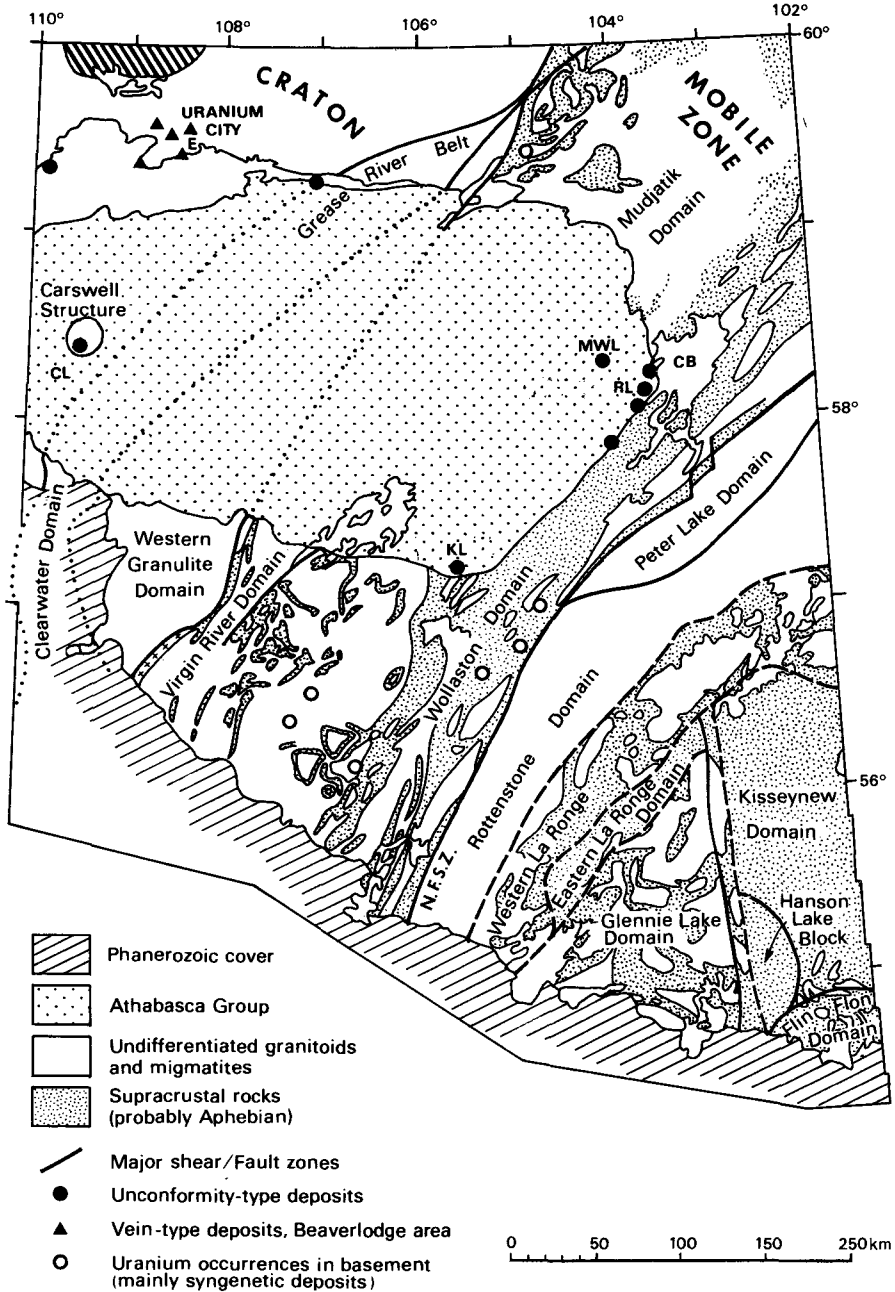 110°
108°
106°
104°
102°
60°
CRATON
MOBILE
ZONE
URANIUM
CITY
E
Grease River Belt
Mudjatik
Domain
Carswell
Structure
CL
MWL
CB
RL
58°
Peter Lake Domain
Clearwater Domain
Western
Granulite
Domain
Virgin River Domain
KL
Wollaston Domain
Rottenstone Domain
N.F.S.Z.
56°
Western La Ronge
Eastern La Ronge
Domain
Kisseynew
Domain
Glennie Lake
Domain
Hanson
Lake
Block
Flin Flon
Domain
Phanerozoic cover
Athabasca Group
Undifferentiated granitoids
and migmatites
Supracrustal rocks
(probably Aphebian)
Major shear/Fault zones
Unconformity-type deposits
Vein-type deposits, Beaverlodge area
Uranium occurrences in basement
(mainly syngenetic deposits)
0 50 100 150 250km